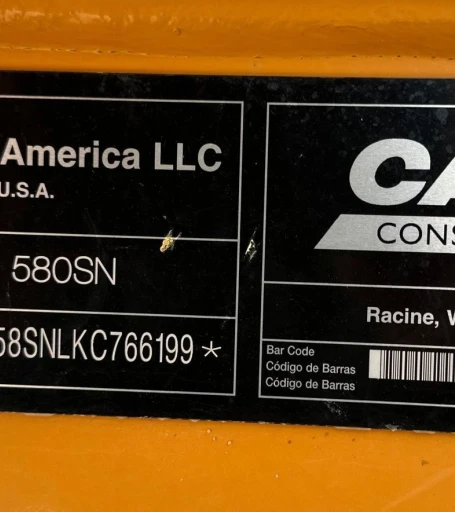 America LLC
U.S.A.
580SN
58SNLKC766199*
CA
CONS
Racine, W
Bar Code
Código de Barras
Código de Barras